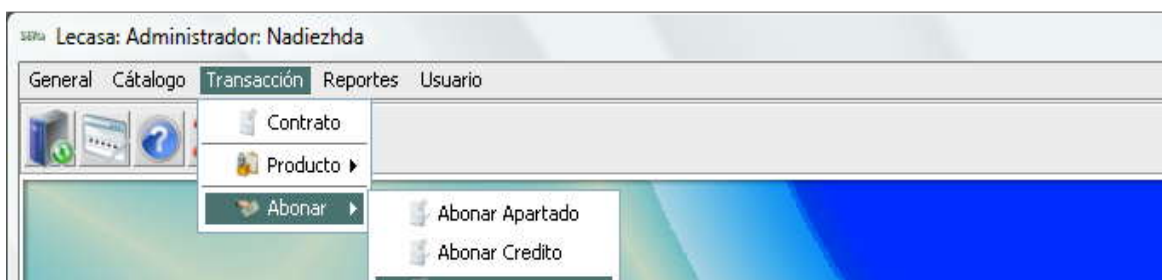 Lecasa: Administrador: Nadiezhda
General Cátalogo Transacción Reportes Usuario
Contrato
Producto
Abonar
Abonar Apartado
Abonar Credito